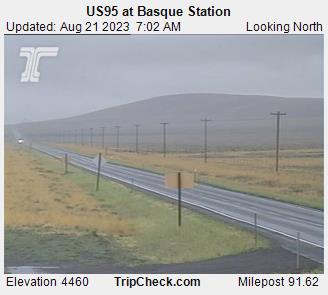 US95 at Basque Station
Updated: Aug 21 2023 7:02 AM Looking North
Elevation 4460 TripCheck.com Milepost 91.62